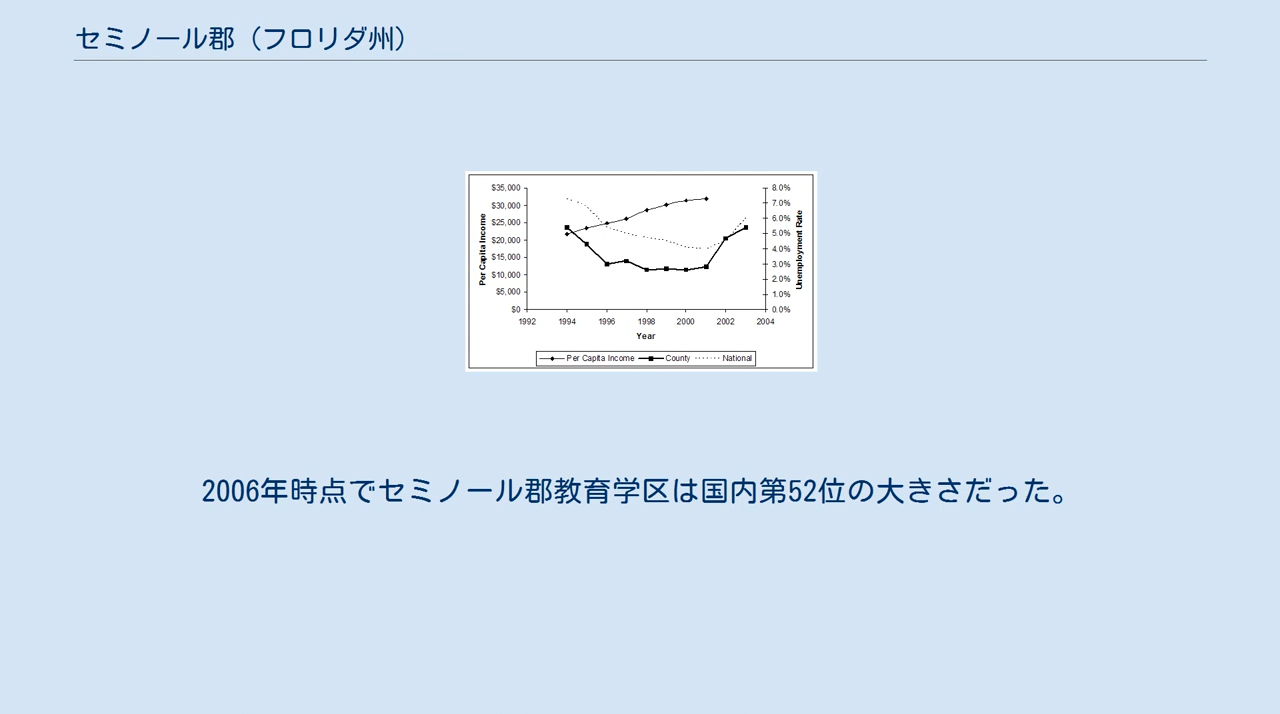 セミノール郡（フロリダ州）
$35,000
$30,000
$25,000
$20,000
$15,000
$10,000
$5,000
$0
Per Capita Income
8.0%
7.0%
6.0%
5.0%
4.0%
3.0%
2.0%
1.0%
0.0%
Unemployment Rate
1992 1994 1996 1998 2000 2002 2004
Year
Per Capita Income County National
2006年時点でセミノール郡教育学区は国内第52位の大きさだった。